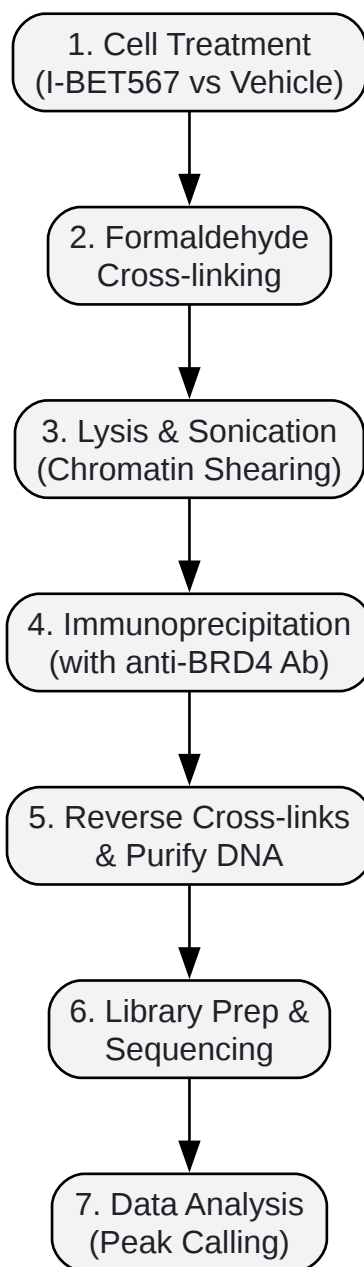 1. Cell Treatment
(I-BET567 vs Vehicle)
2. Formaldehyde
Cross-linking
3. Lysis & Sonication
(Chromatin Shearing)
4. Immunoprecipitation
(with anti-BRD4 Ab)
5. Reverse Cross-links
& Purify DNA
6. Library Prep &
Sequencing
7. Data Analysis
(Peak Calling)